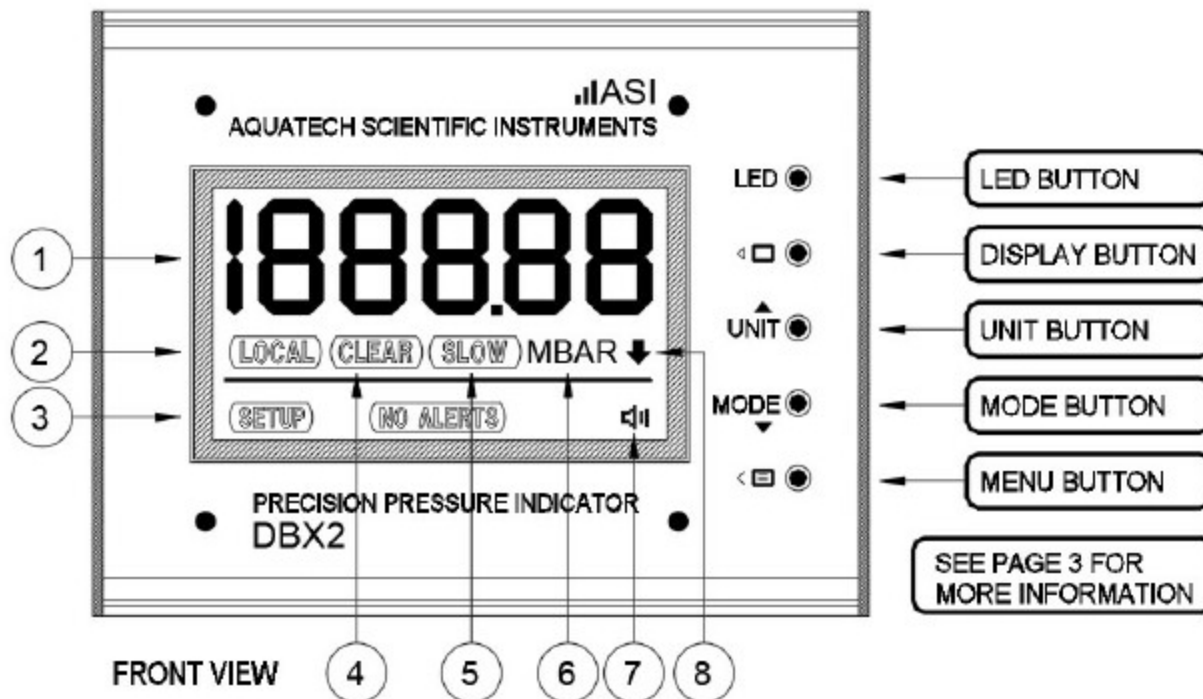 ASI
AQUATECH SCIENTIFIC INSTRUMENTS
18888.88
LOCAL CLEAR SLOW MBAR
SETUP NO ALERTS
PRECISION PRESSURE INDICATOR
DBX2
LED
UNIT
MODE
LED BUTTON
DISPLAY BUTTON
UNIT BUTTON
MODE BUTTON
MENU BUTTON
SEE PAGE 3 FOR
MORE INFORMATION
1
2
3
FRONT VIEW
4
5
6
7
8